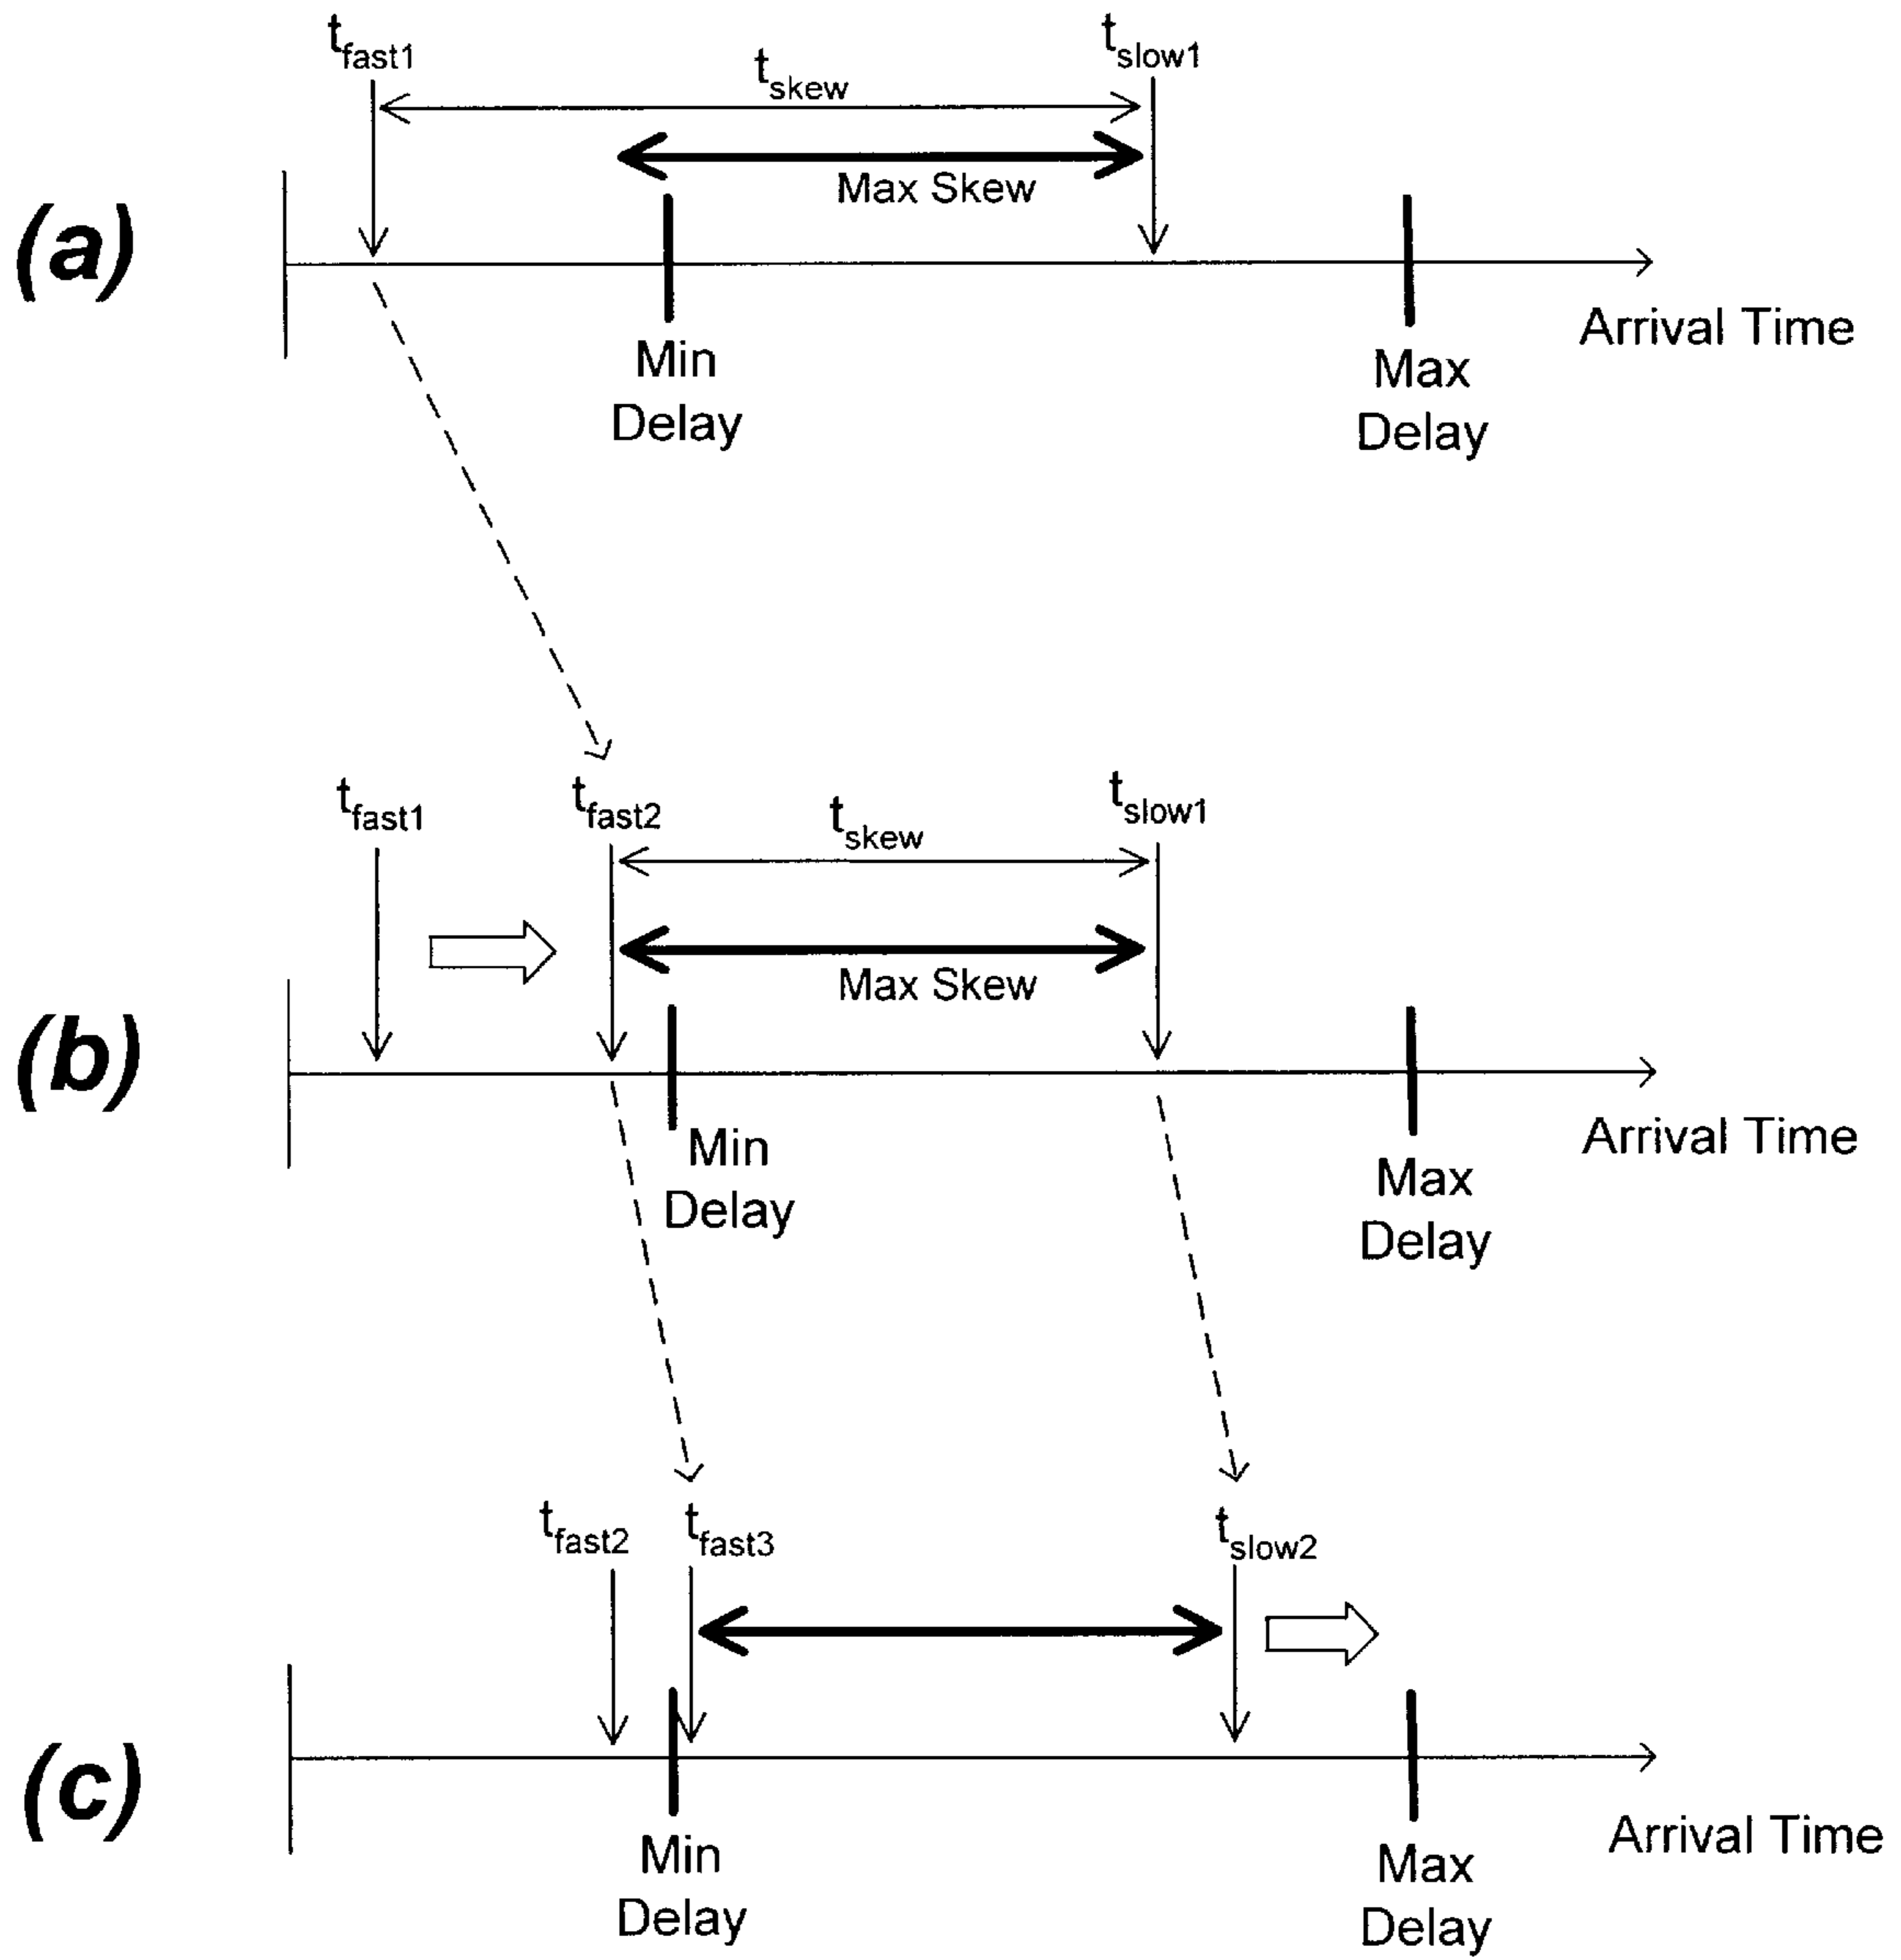 t_fast1
t_slow1
t_skew
Max Skew
(a)
Arrival Time
Min
Delay
Max
Delay
t_fast1
t_fast2
t_skew
t_slow1
Max Skew
(b)
Arrival Time
Min
Delay
Max
Delay
t_fast2
t_fast3
t_slow2
(c)
Arrival Time
Min
Delay
Max
Delay